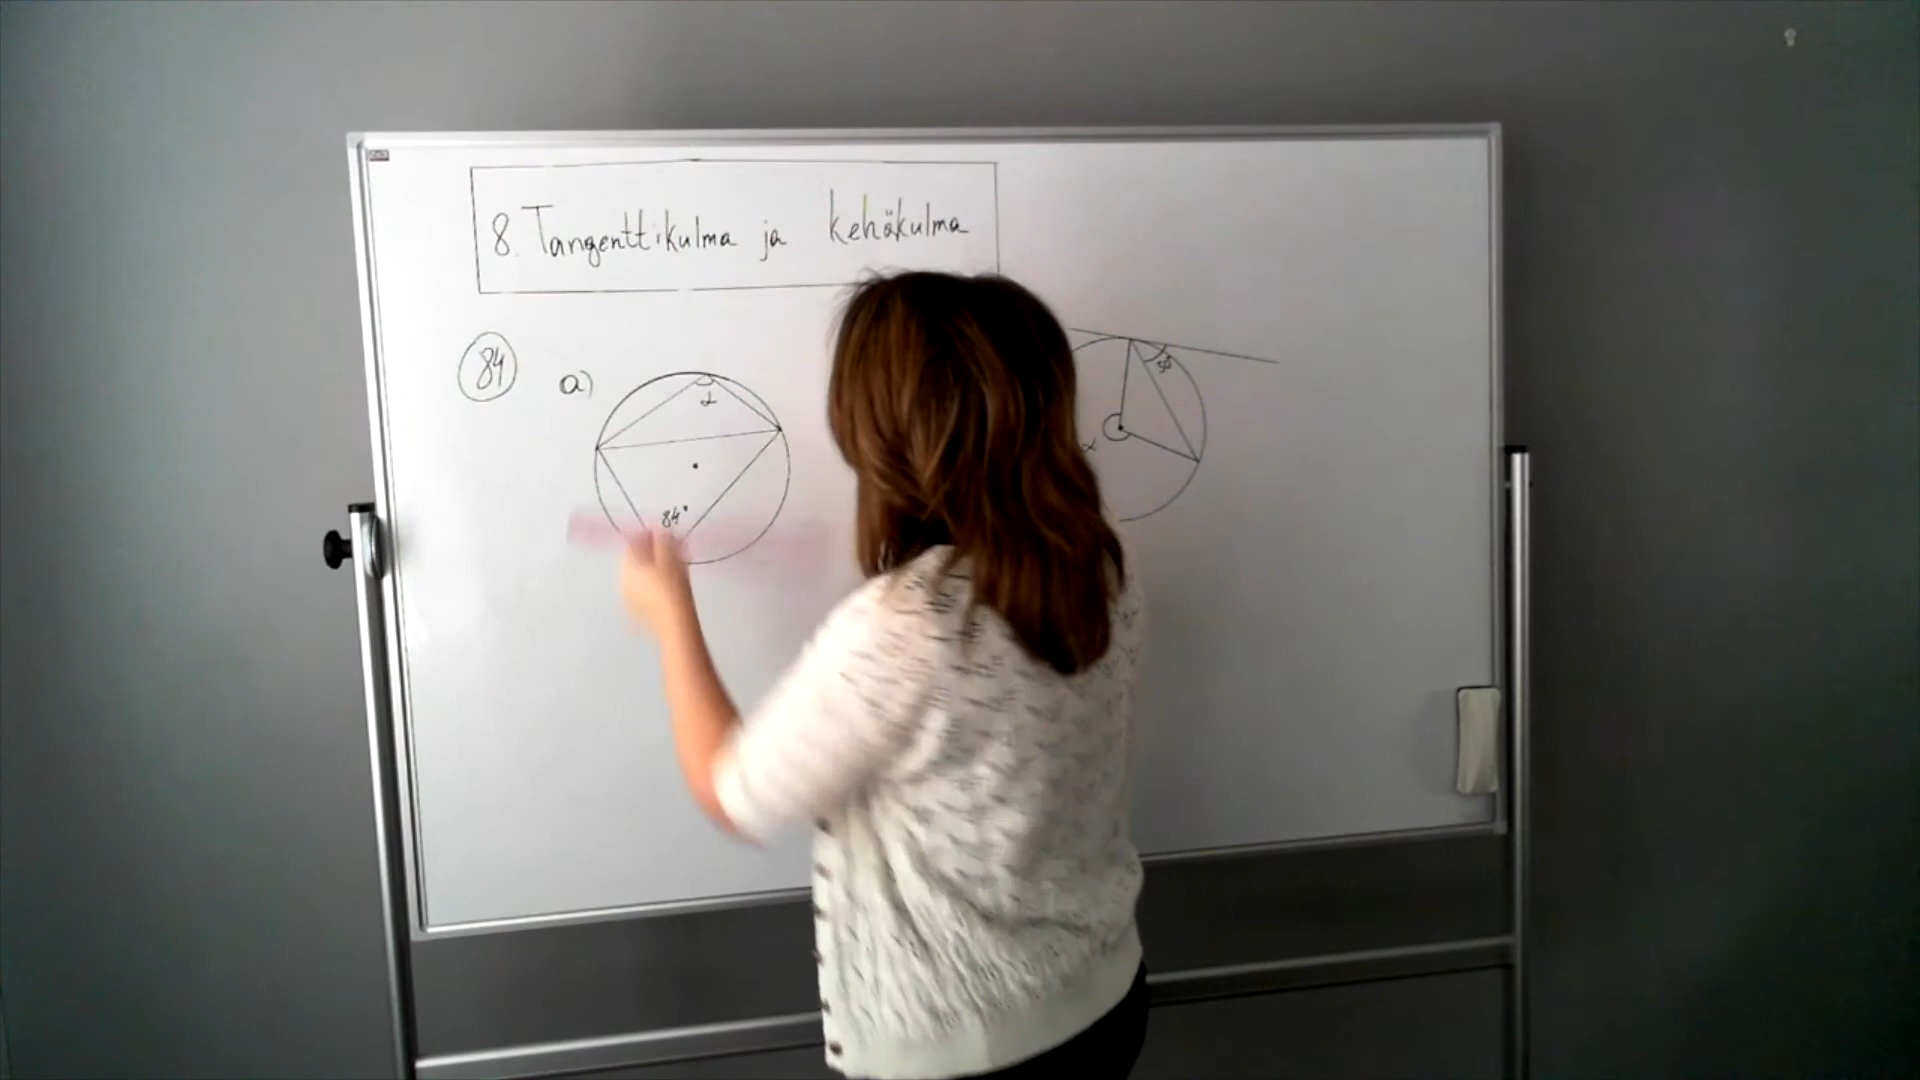 8. Tangenttikulma ja kehäkulma
84
a)
α
84°
α